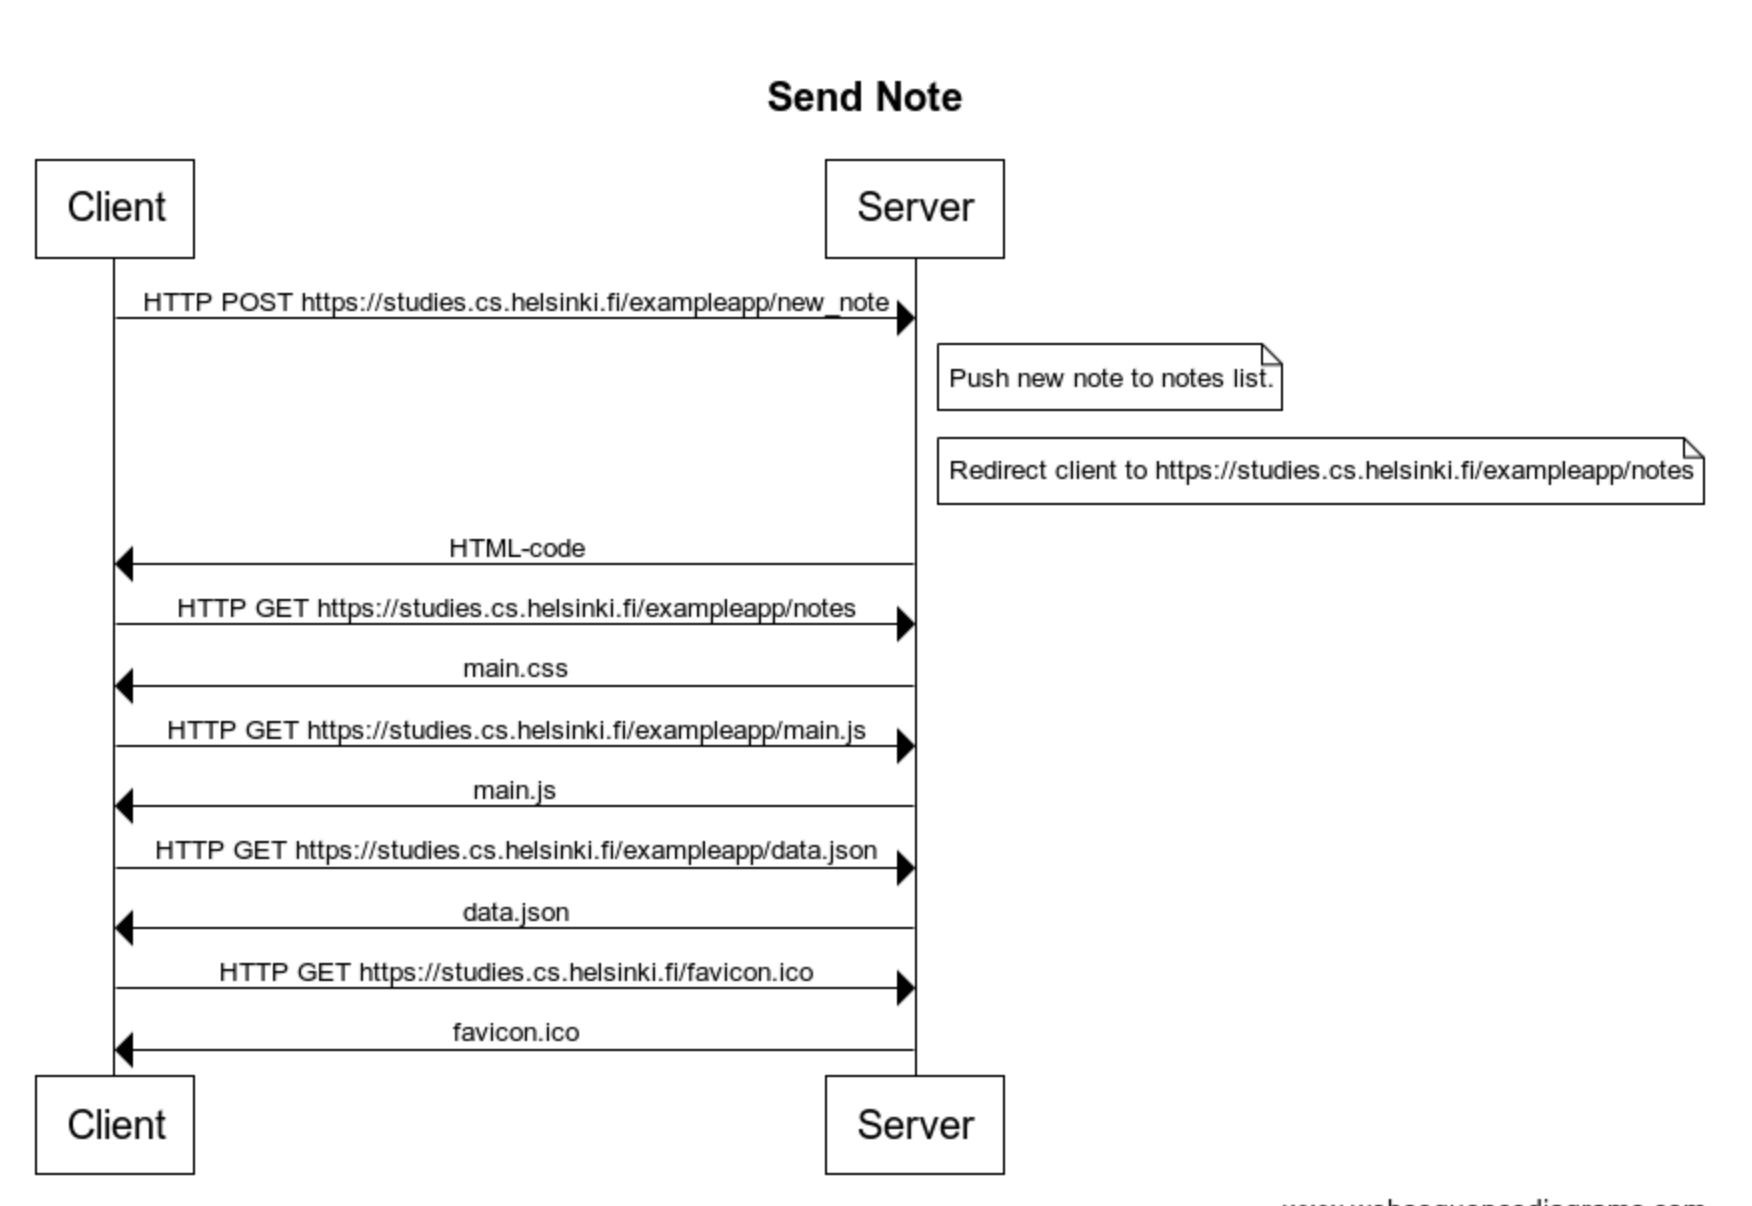 Send Note
Client
Server
HTTP POST https://studies.cs.helsinki.fi/exampleapp/new_note
Push new note to notes list.
Redirect client to https://studies.cs.helsinki.fi/exampleapp/notes
HTML-code
HTTP GET https://studies.cs.helsinki.fi/exampleapp/notes
main.css
HTTP GET https://studies.cs.helsinki.fi/exampleapp/main.js
main.js
HTTP GET https://studies.cs.helsinki.fi/exampleapp/data.json
data.json
HTTP GET https://studies.cs.helsinki.fi/favicon.ico
favicon.ico
Client
Server
www.websequencediagrams.com